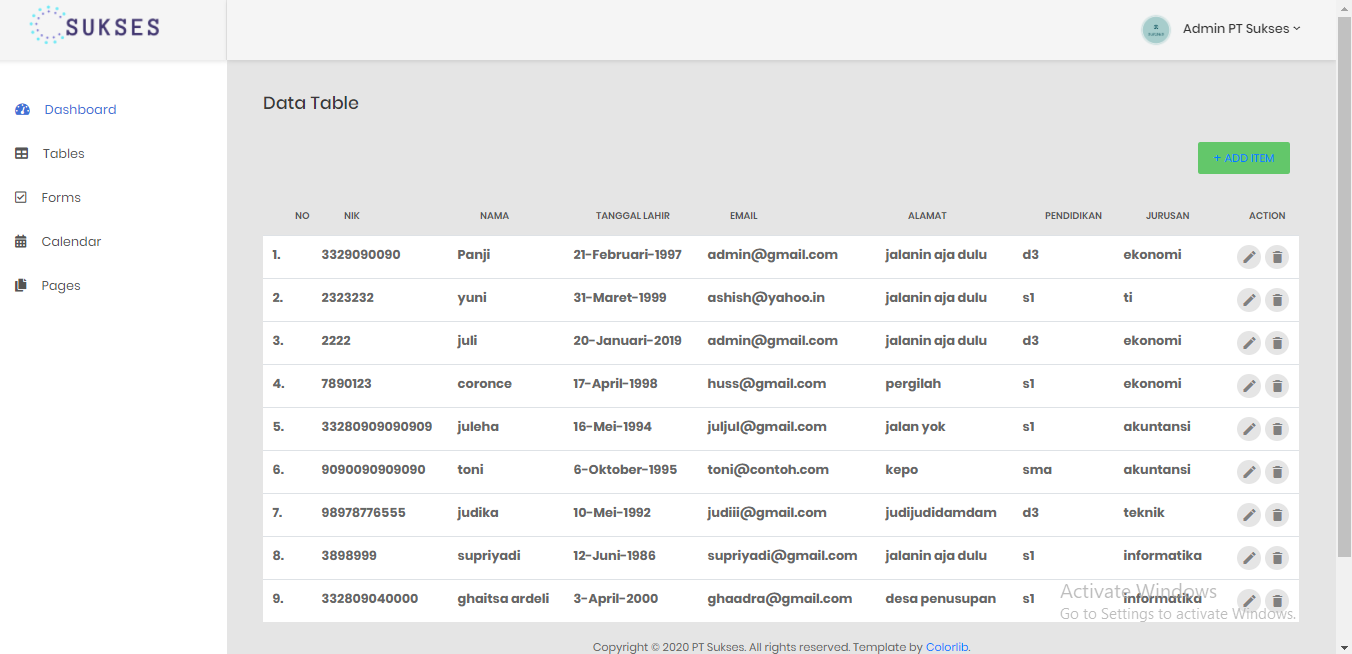 SUKSES
Admin PT Sukses
Dashboard
Tables
Forms
Calendar
Pages
Data Table
+ ADD ITEM
NO NIK NAMA TANGGAL LAHIR EMAIL ALAMAT PENDIDIKAN JURUSAN ACTION
1. 3329090090 Panji 21-Februari-1997 admin@gmail.com jalanin aja dulu d3 ekonomi
2. 2323232 yuni 31-Maret-1999 ashish@yahoo.in jalanin aja dulu s1 ti
3. 2222 juli 20-Januari-2019 admin@gmail.com jalanin aja dulu d3 ekonomi
4. 7890123 coronce 17-April-1998 huss@gmail.com pergilah s1 ekonomi
5. 33280909090909 juleha 16-Mei-1994 juljul@gmail.com jalan yok s1 akuntansi
6. 9090090909090 toni 6-Oktober-1995 toni@contoh.com kepo sma akuntansi
7. 98978776555 judika 10-Mei-1992 judiii@gmail.com judijudidamdam d3 teknik
8. 3898999 supriyadi 12-Juni-1986 supriyadi@gmail.com jalanin aja dulu s1 informatika
9. 332809040000 ghaitsa ardeli 3-April-2000 ghaadra@gmail.com desa penusupan s1 informatika
Activate Windows
Go to Settings to activate Windows.
Copyright © 2020 PT Sukses. All rights reserved. Template by Colorlib.